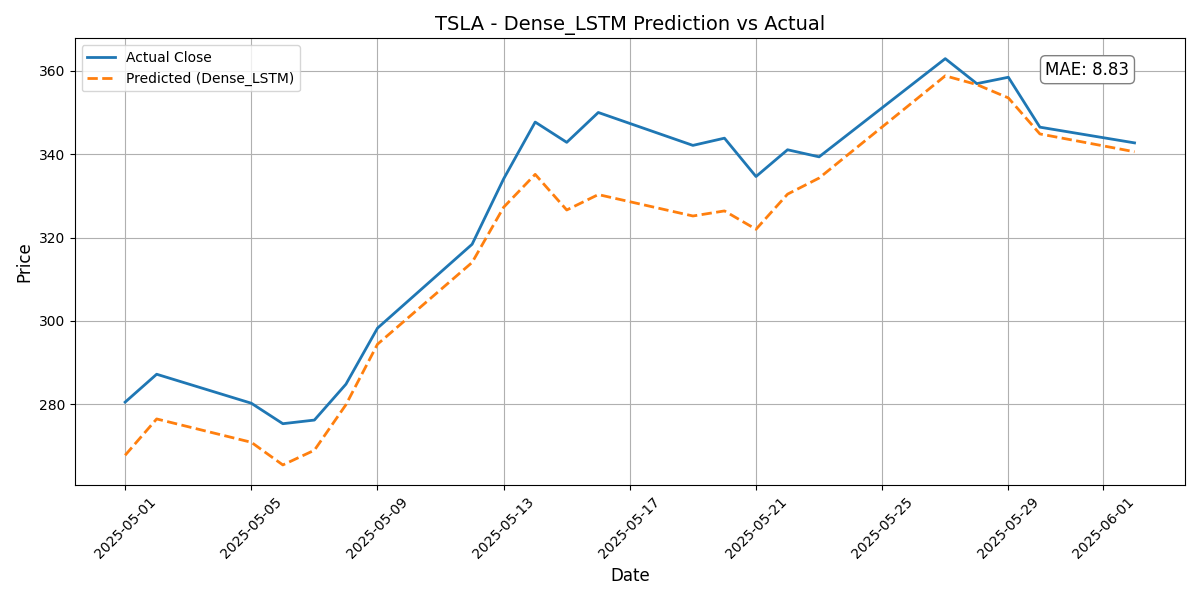 TSLA - Dense_LSTM Prediction vs Actual
Actual Close
Predicted (Dense_LSTM)
MAE: 8.83
Price
360
340
320
300
280
2025-05-01
2025-05-05
2025-05-09
2025-05-13
2025-05-17
2025-05-21
2025-05-25
2025-05-29
2025-06-01
Date